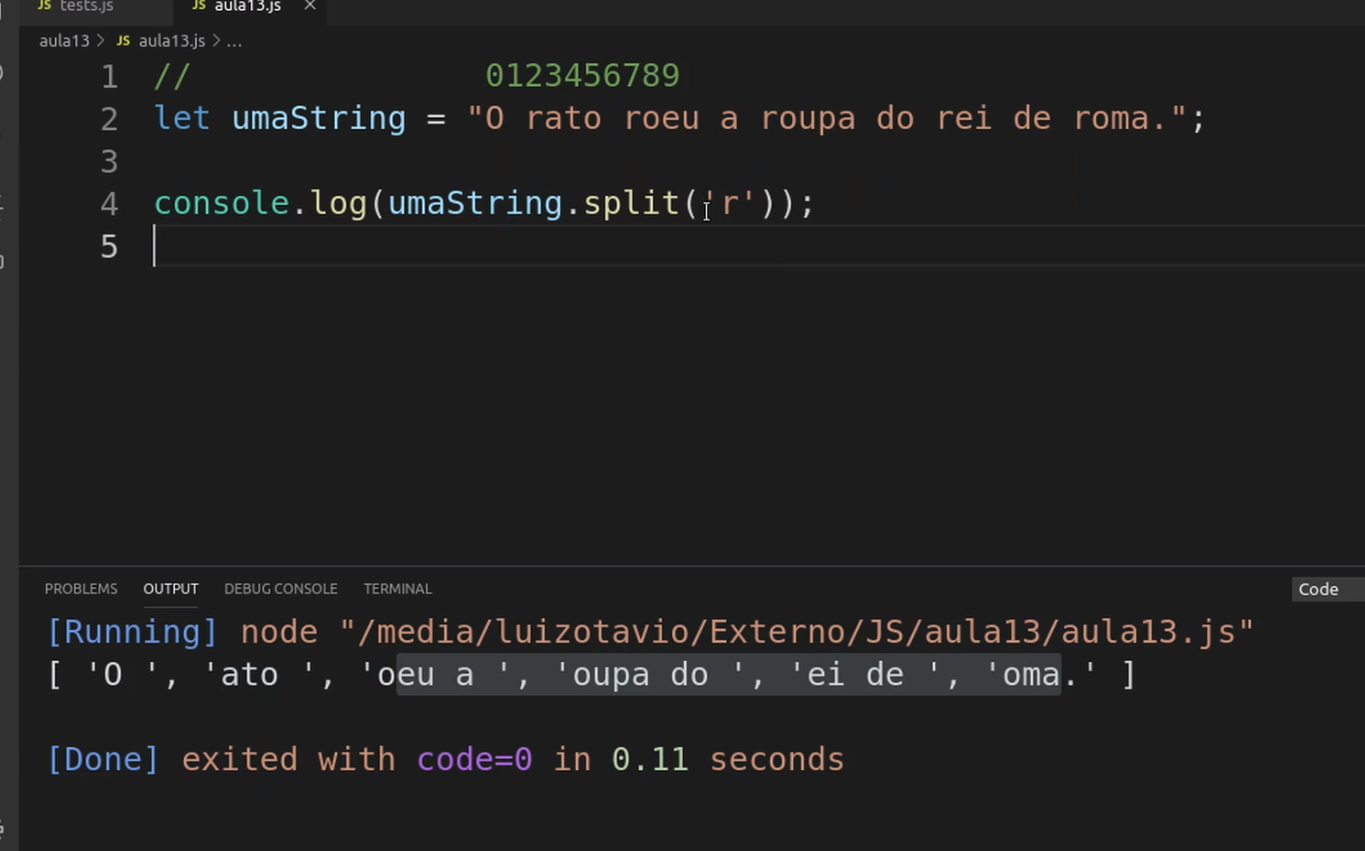 JS tests.js JS aula13.js ×
aula13 > JS aula13.js > ...
1 // 0123456789
2 let umaString = "O rato roeu a roupa do rei de roma.";
3
4 console.log(umaString.split('r'));
5
PROBLEMS OUTPUT DEBUG CONSOLE TERMINAL Code
[Running] node "/media/luizotavio/Externo/JS/aula13/aula13.js"
[ 'O ', 'ato ', 'oeu a ', 'oupa do ', 'ei de ', 'oma.' ]
[Done] exited with code=0 in 0.11 seconds